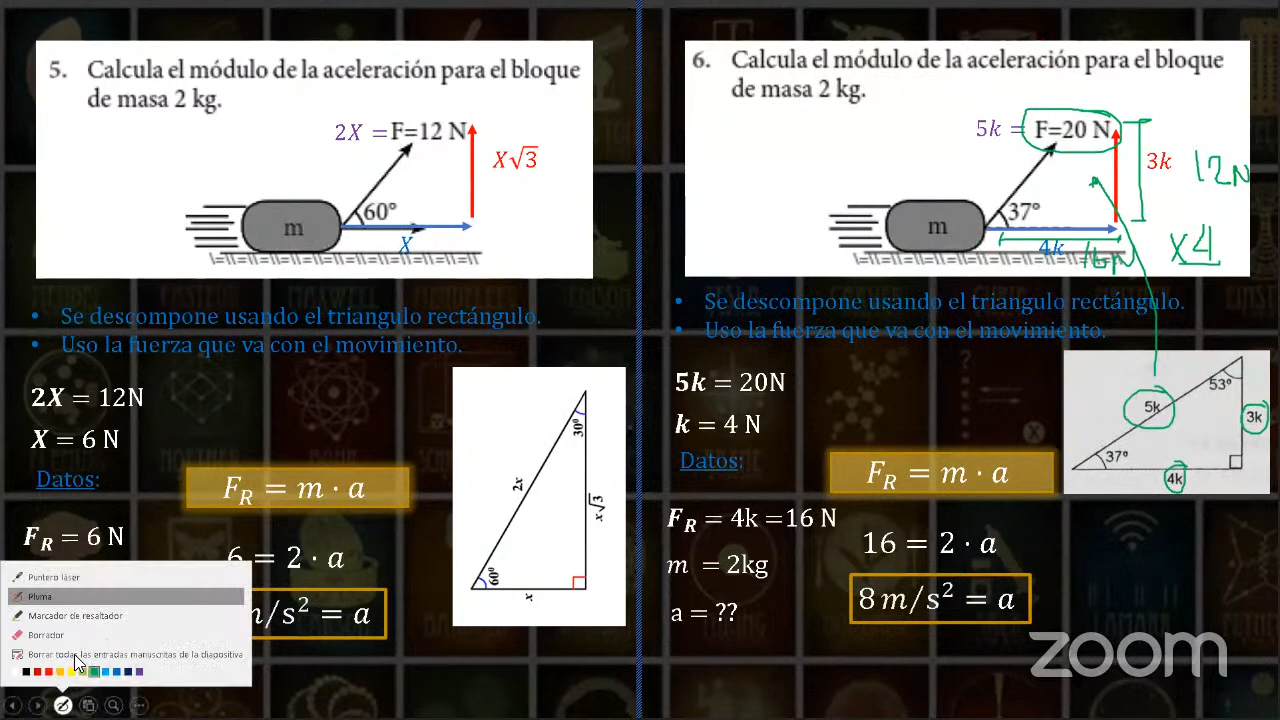 5. Calcula el módulo de la aceleración para el bloque
de masa 2 kg.
2X = F=12 N
X√3
60°
m
X
• Se descompone usando el triangulo rectángulo.
• Uso la fuerza que va con el movimiento.
2X = 12N
X = 6 N
Datos:
F_R = m · a
F_R = 6 N
6 = 2 · a
m/s² = a
30⁰
2x
x√3
60⁰
x
6. Calcula el módulo de la aceleración para el bloque
de masa 2 kg.
5k = F=20 N
3k
12N
37°
m
4k
16N
x4
• Se descompone usando el triangulo rectángulo.
• Uso la fuerza que va con el movimiento.
5k = 20N
k = 4 N
Datos:
F_R = m · a
F_R = 4k =16 N
16 = 2 · a
m = 2kg
a = ??
8 m/s² = a
53°
5k
3k
37°
4k
Puntero láser
Pluma
Marcador de resaltador
Borrador
Borrar todas las entradas manuscritas de la diapositiva
zoom